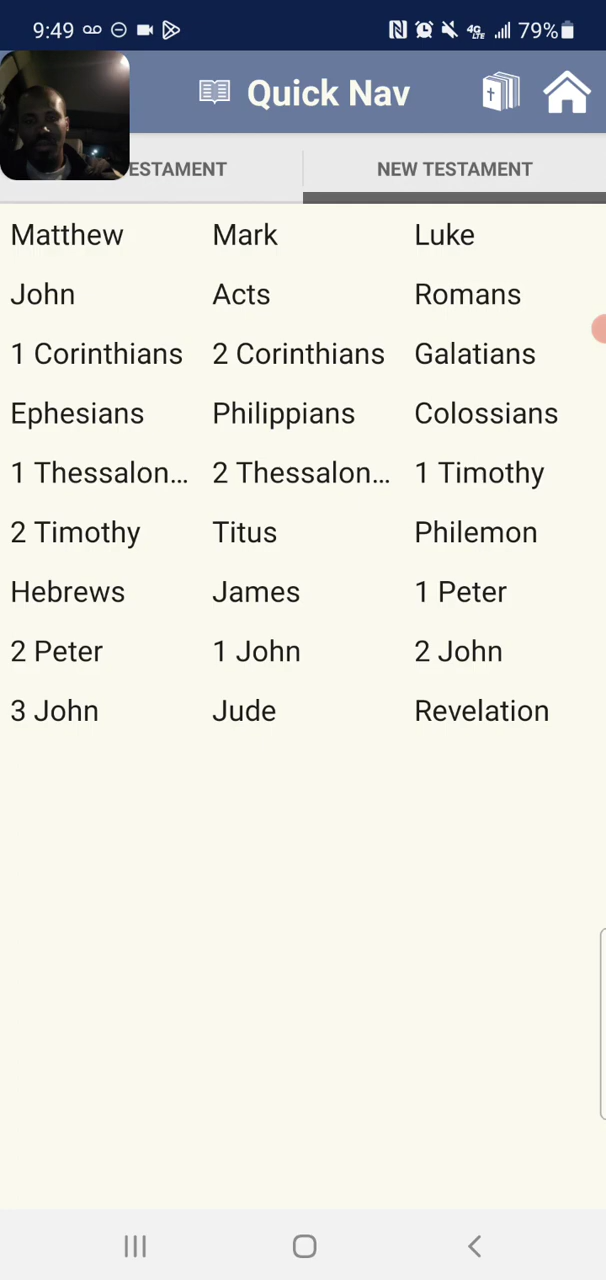 9:49 4G LTE 79%
Quick Nav
ESTAMENT NEW TESTAMENT
Matthew Mark Luke
John Acts Romans
1 Corinthians 2 Corinthians Galatians
Ephesians Philippians Colossians
1 Thessalon... 2 Thessalon... 1 Timothy
2 Timothy Titus Philemon
Hebrews James 1 Peter
2 Peter 1 John 2 John
3 John Jude Revelation